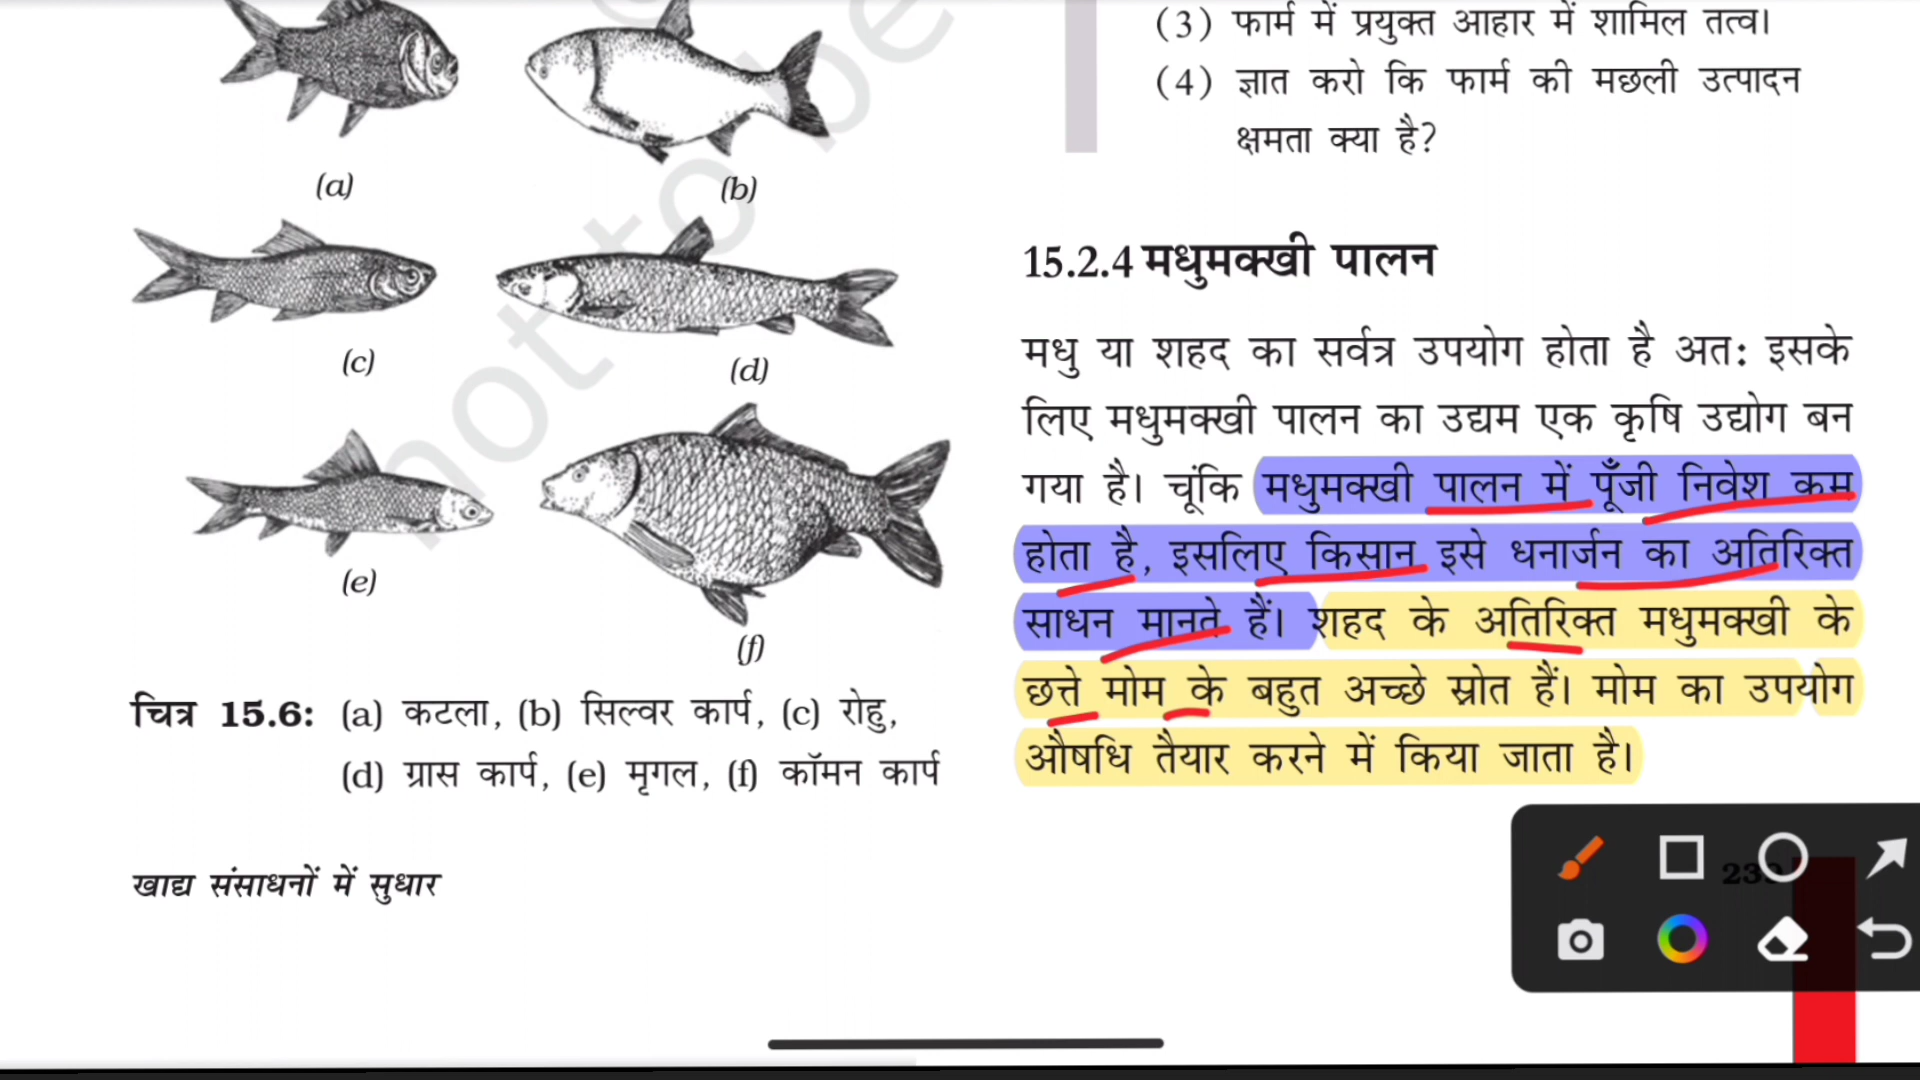 (a)
(b)
(c)
(d)
(e)
(f)
चित्र 15.6: (a) कटला, (b) सिल्वर कार्प, (c) रोहु,
(d) ग्रास कार्प, (e) मृगल, (f) कॉमन कार्प
खाद्य संसाधनों में सुधार
(3) फार्म में प्रयुक्त आहार में शामिल तत्व।
(4) ज्ञात करो कि फार्म की मछली उत्पादन
क्षमता क्या है?
15.2.4 मधुमक्खी पालन
मधु या शहद का सर्वत्र उपयोग होता है अत: इसके
लिए मधुमक्खी पालन का उद्यम एक कृषि उद्योग बन
गया है। चूंकि मधुमक्खी पालन में पूँजी निवेश कम
होता है, इसलिए किसान इसे धनार्जन का अतिरिक्त
साधन मानते हैं। शहद के अतिरिक्त मधुमक्खी के
छत्ते मोम के बहुत अच्छे स्रोत हैं। मोम का उपयोग
औषधि तैयार करने में किया जाता है।
not to be